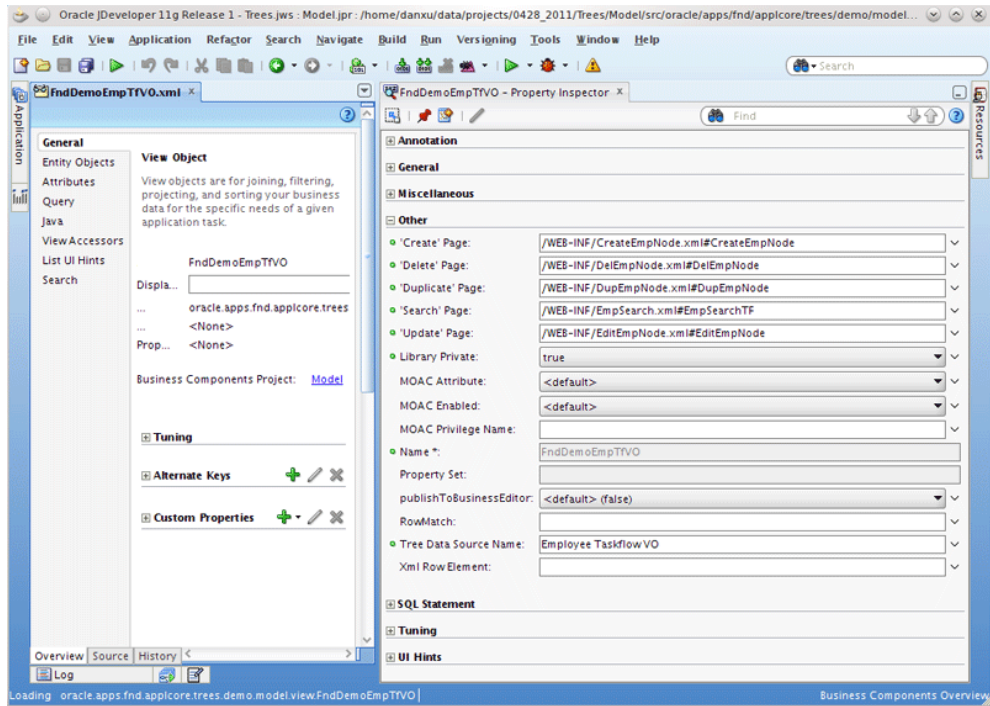 Oracle JDeveloper 11g Release 1 - Trees.jws : Model.jpr : /home/danxu/data/projects/0428_2011/Trees/Model/src/oracle/apps/fnd/applcore/trees/demo/model...
File Edit View Application Refactor Search Navigate Build Run Versioning Tools Window Help
Search
Application
FndDemoEmpTfVO.xml
General
Entity Objects
Attributes
Query
Java
View Accessors
List UI Hints
Search
View Object
View objects are for joining, filtering,
projecting, and sorting your business
data for the specific needs of a given
application task.
FndDemoEmpTfVO
Displa...
... oracle.apps.fnd.applcore.trees
... <None>
Prop... <None>
Business Components Project: Model
Tuning
Alternate Keys
Custom Properties
Overview Source History
Log
FndDemoEmpTfVO - Property Inspector
Find
Annotation
General
Miscellaneous
Other
'Create' Page: /WEB-INF/CreateEmpNode.xml#CreateEmpNode
'Delete' Page: /WEB-INF/DelEmpNode.xml#DelEmpNode
'Duplicate' Page: /WEB-INF/DupEmpNode.xml#DupEmpNode
'Search' Page: /WEB-INF/EmpSearch.xml#EmpSearchTF
'Update' Page: /WEB-INF/EditEmpNode.xml#EditEmpNode
Library Private: true
MOAC Attribute: <default>
MOAC Enabled: <default>
MOAC Privilege Name:
Name *: FndDemoEmpTfVO
Property Set:
publishToBusinessEditor: <default> (false)
RowMatch:
Tree Data Source Name: Employee Taskflow VO
Xml Row Element:
SQL Statement
Tuning
UI Hints
Resources
Loading oracle.apps.fnd.applcore.trees.demo.model.view.FndDemoEmpTfVO
Business Components Overview